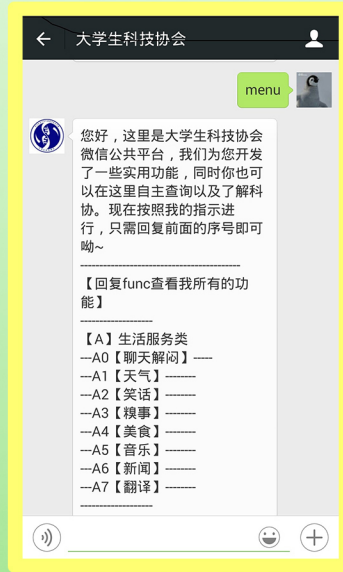 大学生科技协会
menu
您好，这里是大学生科技协会
微信公共平台，我们为您开发
了一些实用功能，同时你也可
以在这里自主查询以及了解科
协。现在按照我的指示进
行，只需回复前面的序号即可
呦~
----------------------------------------
【回复func查看我所有的功
能】
------------------
【A】生活服务类
---A0【聊天解闷】-----
---A1【天气】--------
---A2【笑话】--------
---A3【糗事】--------
---A4【美食】--------
---A5【音乐】--------
---A6【新闻】--------
---A7【翻译】--------
------------------